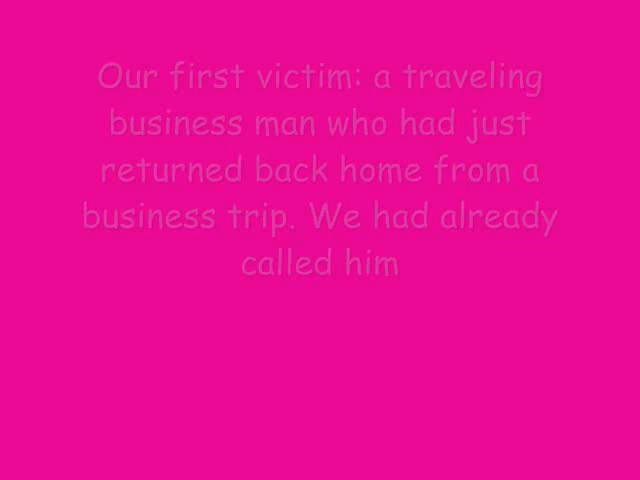 Our first victim: a traveling
business man who had just
returned back home from a
business trip. We had already
called him